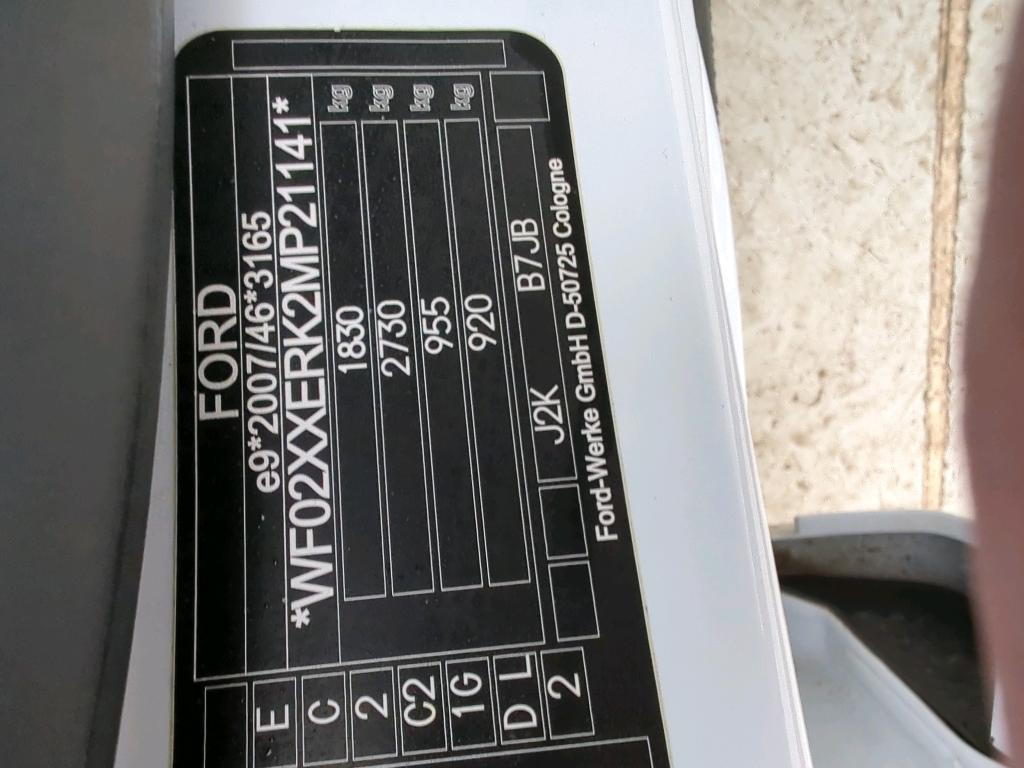 FORD
e9*2007/46*3165
*WF02XXERK2MP21141*
1830 kg
2730 kg
955 kg
920 kg
J2K B7JB
Ford-Werke GmbH D-50725 Cologne
E
C
2
C2
1G
D L
2